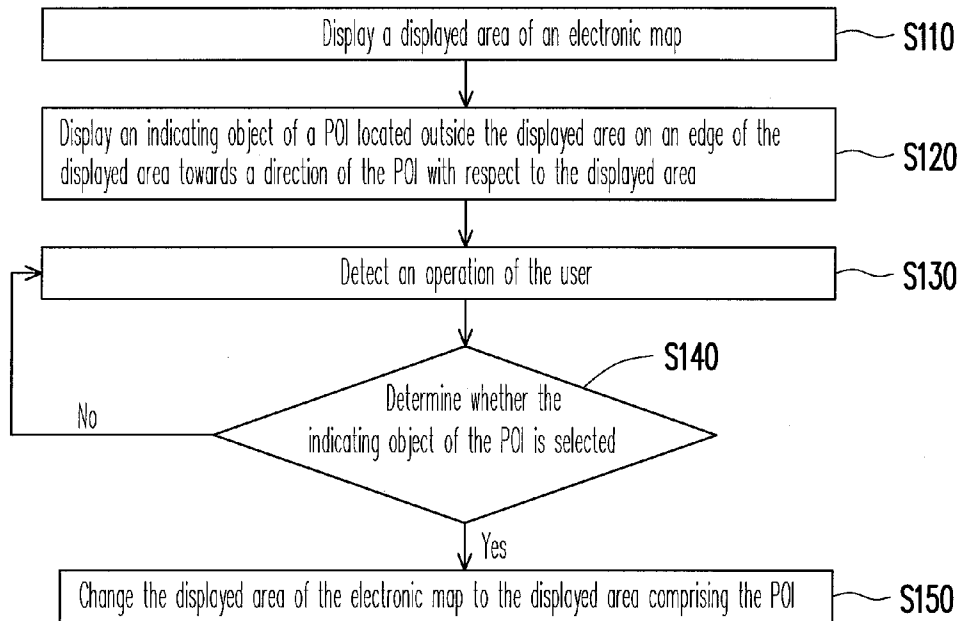 Display a displayed area of an electronic map
S110
Display an indicating object of a POI located outside the displayed area on an edge of the
displayed area towards a direction of the POI with respect to the displayed area
S120
Detect an operation of the user
S130
S140
Determine whether the
indicating object of the POI is selected
No
Yes
Change the displayed area of the electronic map to the displayed area comprising the POI
S150